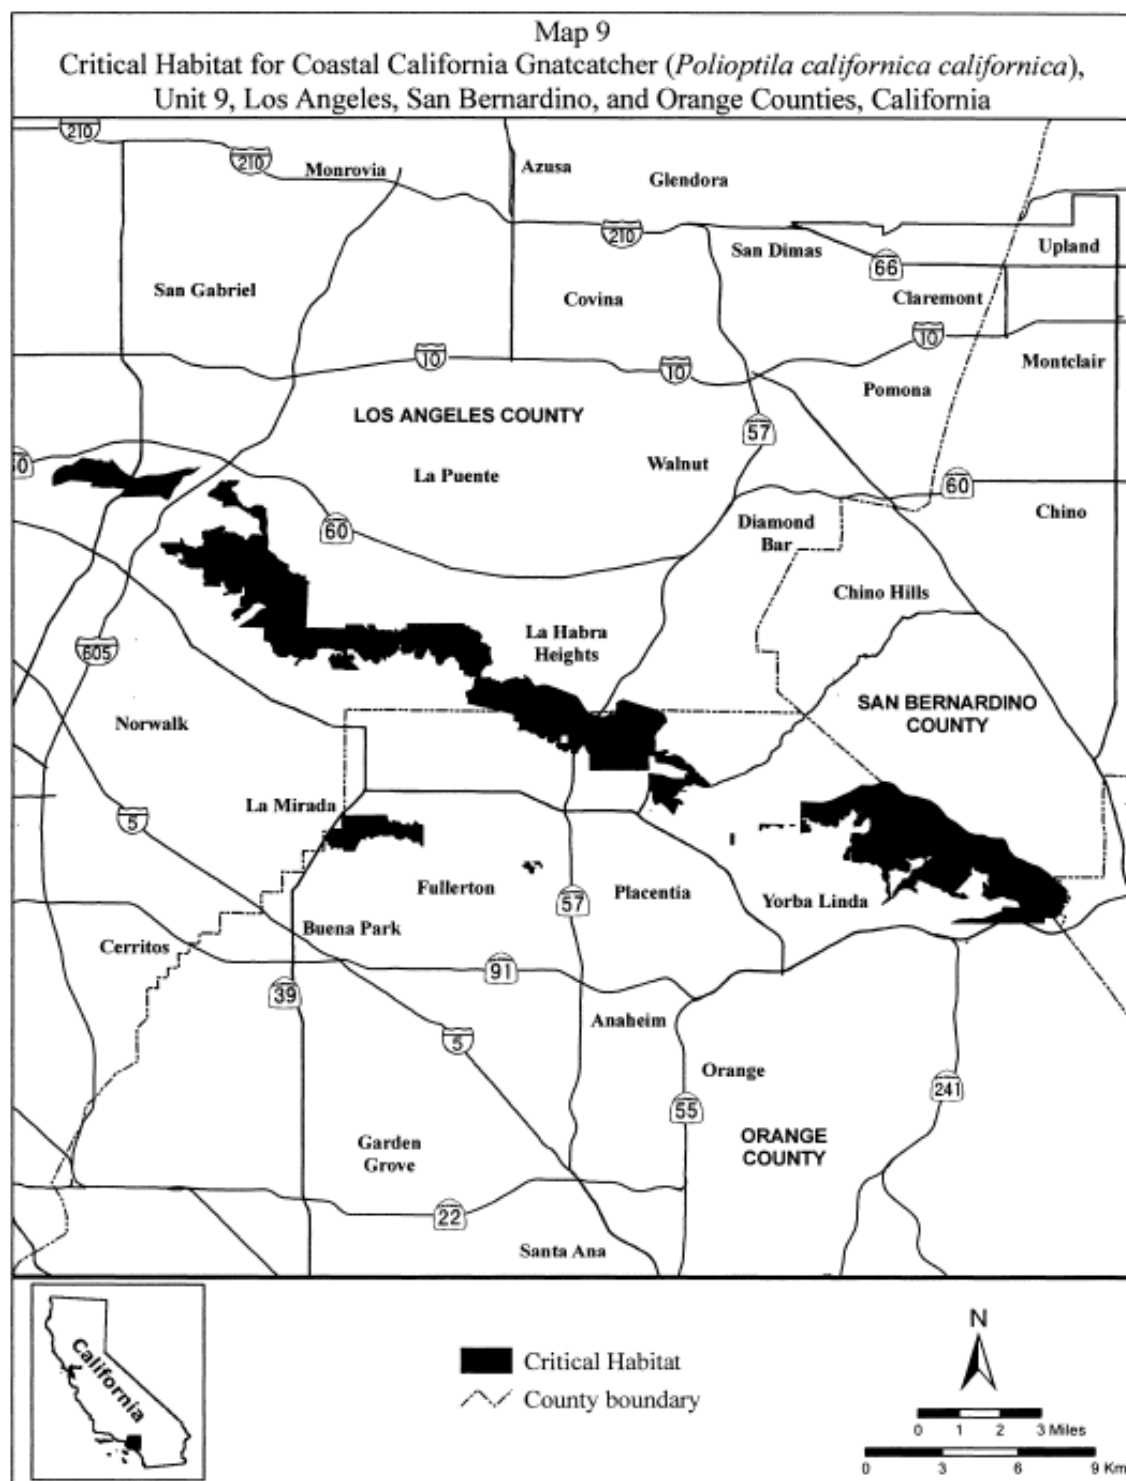 Map 9
Critical Habitat for Coastal California Gnatcatcher (Polioptila californica californica),
Unit 9, Los Angeles, San Bernardino, and Orange Counties, California
210
210
Monrovia
Azusa
Glendora
210
San Dimas
66
Upland
San Gabriel
Covina
Claremont
10
10
10
Montclair
Pomona
LOS ANGELES COUNTY
57
Walnut
La Puente
60
60
Chino
Diamond
Bar
Chino Hills
La Habra
Heights
605
SAN BERNARDINO
COUNTY
Norwalk
La Mirada
5
Fullerton
57
Placentia
Yorba Linda
Buena Park
Cerritos
91
39
Anaheim
5
Orange
241
55
Garden
Grove
ORANGE
COUNTY
22
Santa Ana
California
Critical Habitat
County boundary
N
0 1 2 3 Miles
0 3 6 9 Km